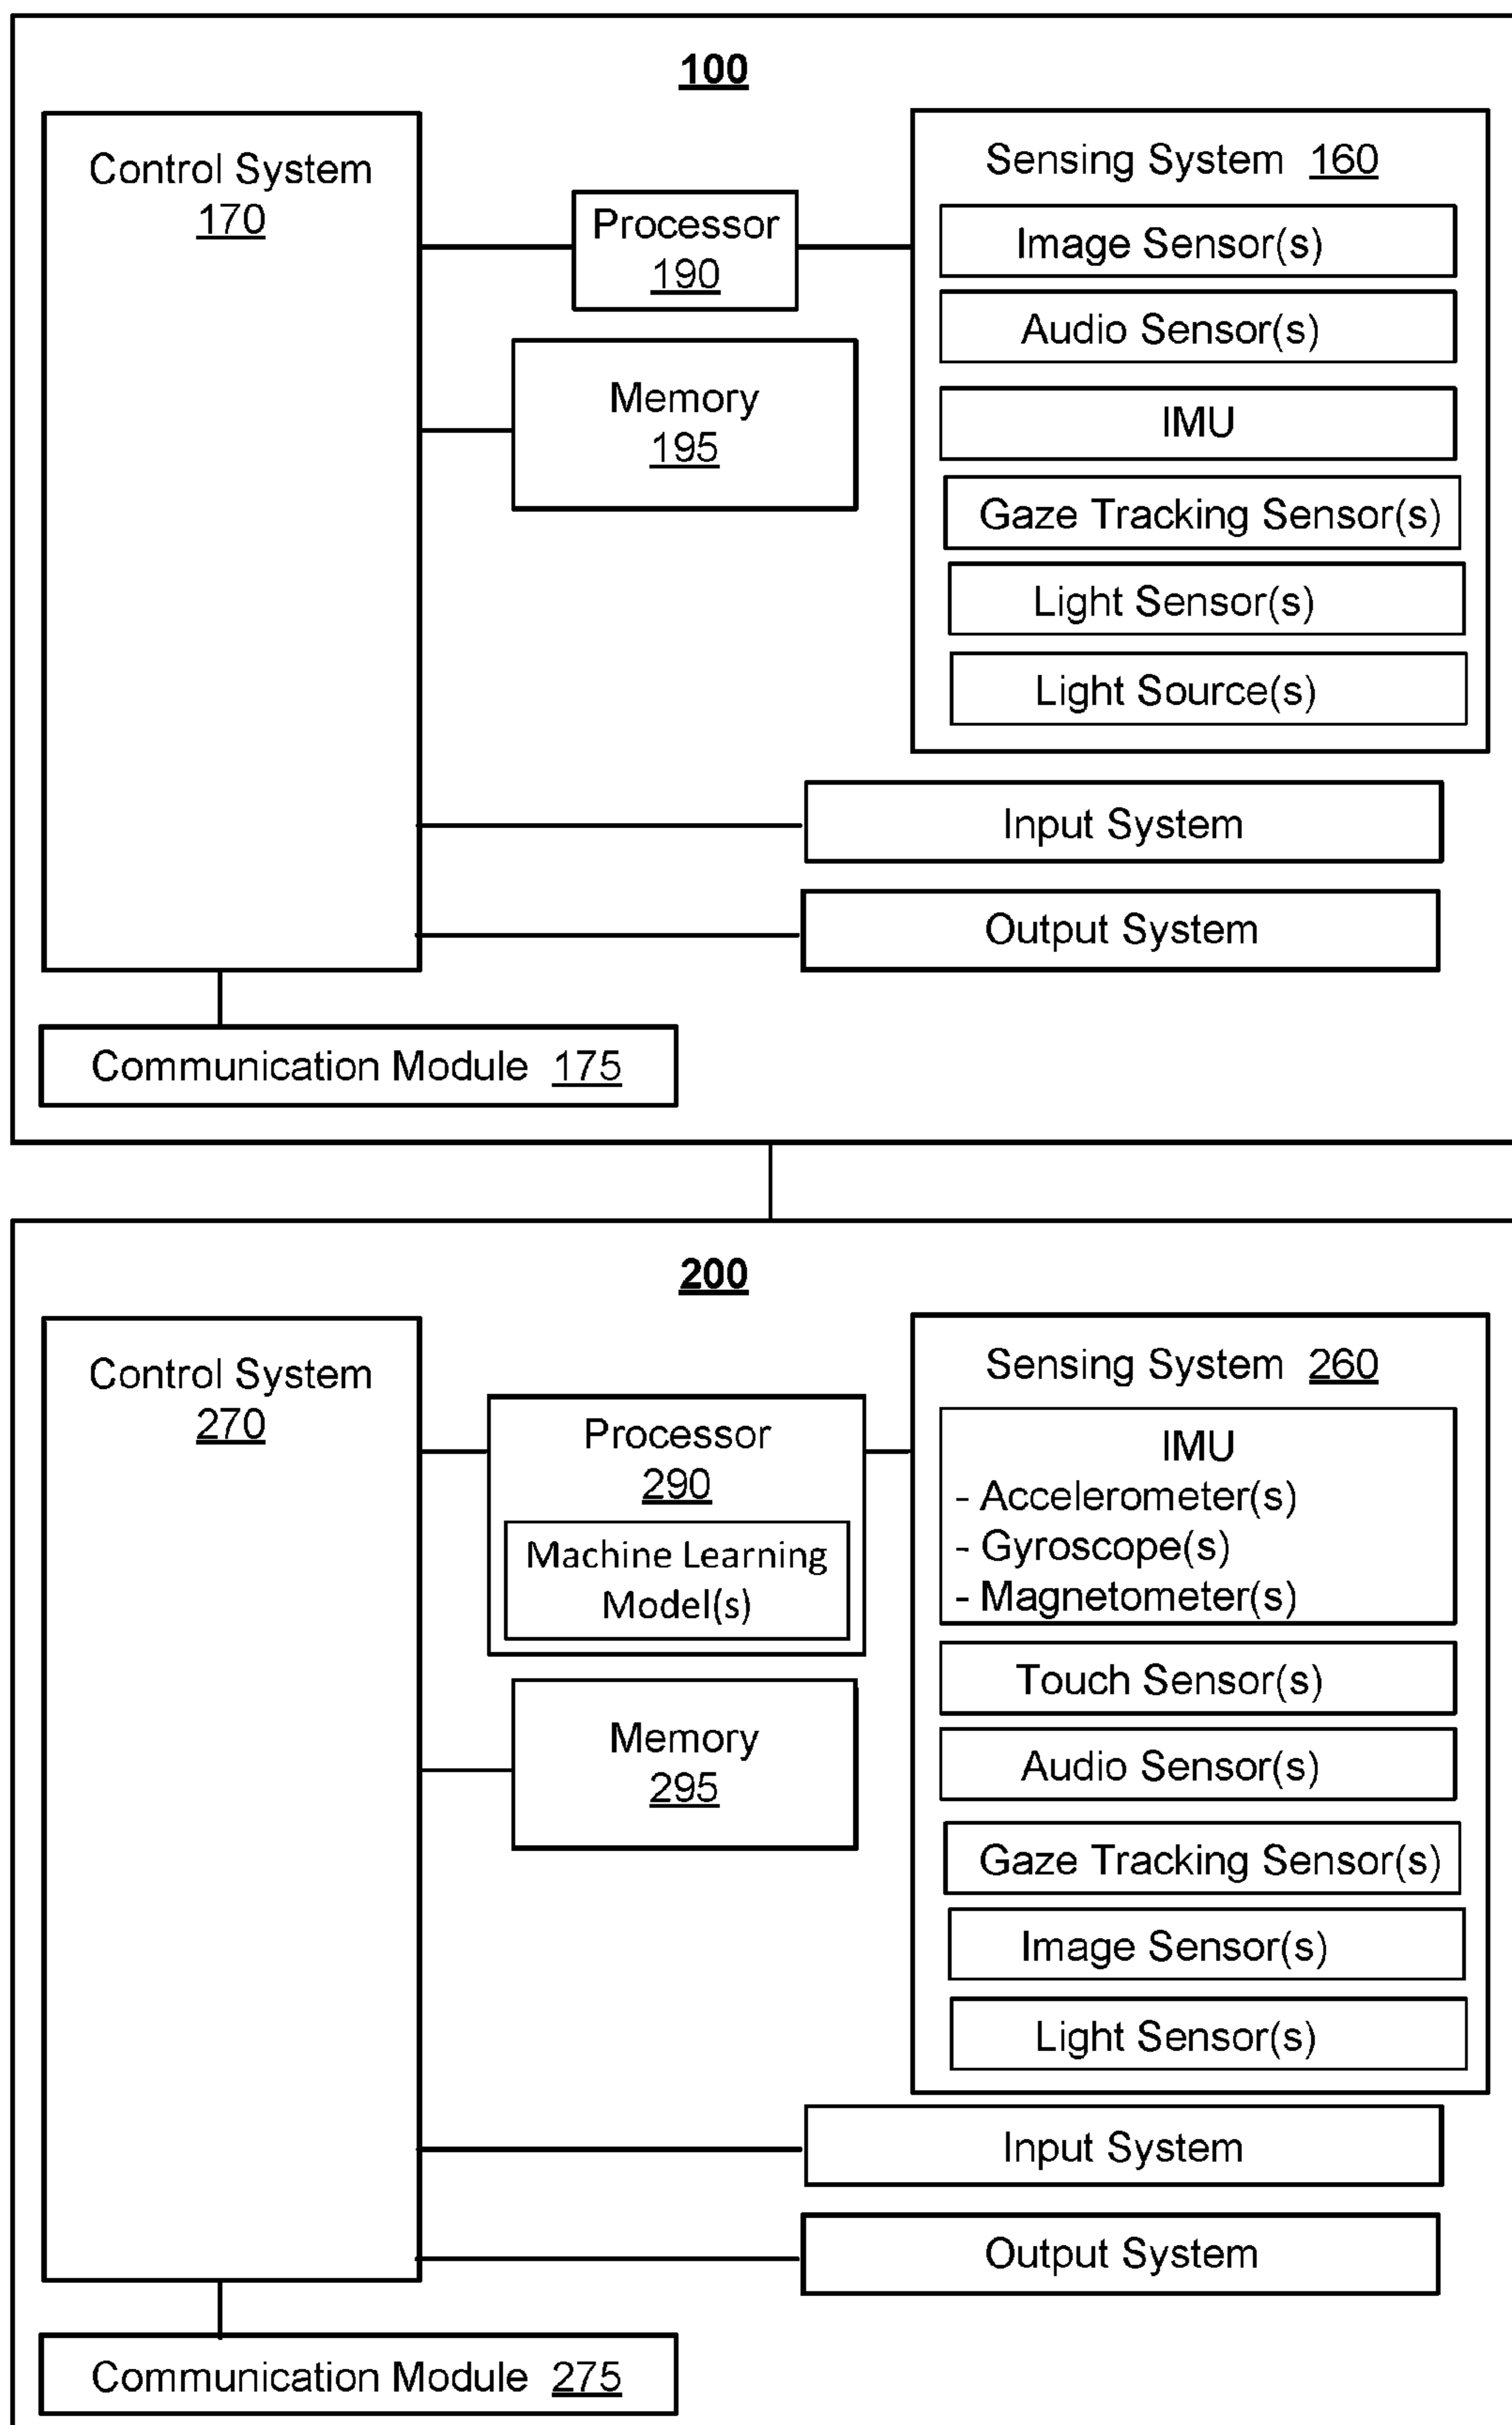 100
Control System
170
Processor
190
Memory
195
Sensing System 160
Image Sensor(s)
Audio Sensor(s)
IMU
Gaze Tracking Sensor(s)
Light Sensor(s)
Light Source(s)
Input System
Output System
Communication Module 175
200
Control System
270
Processor
290
Machine Learning
Model(s)
Memory
295
Sensing System 260
IMU
- Accelerometer(s)
- Gyroscope(s)
- Magnetometer(s)
Touch Sensor(s)
Audio Sensor(s)
Gaze Tracking Sensor(s)
Image Sensor(s)
Light Sensor(s)
Input System
Output System
Communication Module 275